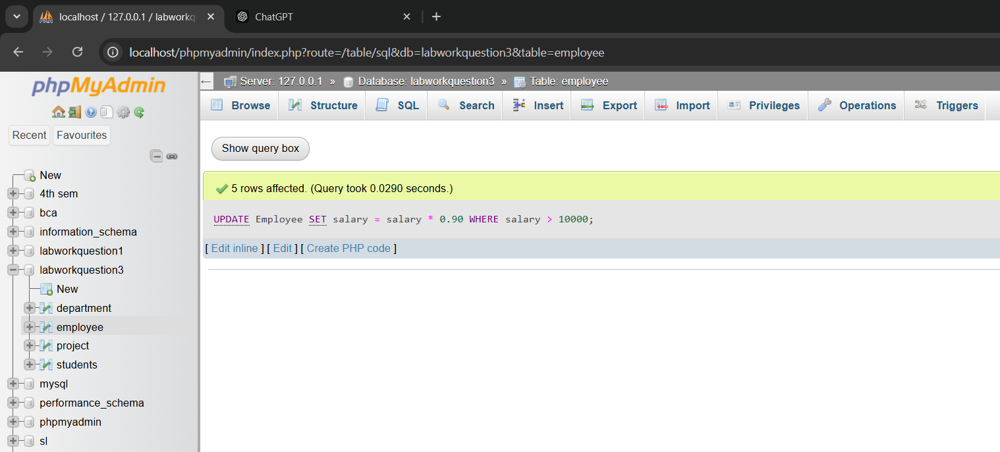 localhost / 127.0.0.1 / labworkq
ChatGPT
localhost/phpmyadmin/index.php?route=/table/sql&db=labworkquestion3&table=employee
phpMyAdmin
Recent Favourites
New
4th sem
bca
information_schema
labworkquestion1
labworkquestion3
New
department
employee
project
students
mysql
performance_schema
phpmyadmin
sl
Server: 127.0.0.1 » Database: labworkquestion3 » Table: employee
Browse Structure SQL Search Insert Export Import Privileges Operations Triggers
Show query box
5 rows affected. (Query took 0.0290 seconds.)
UPDATE Employee SET salary = salary * 0.90 WHERE salary > 10000;
[ Edit inline ] [ Edit ] [ Create PHP code ]